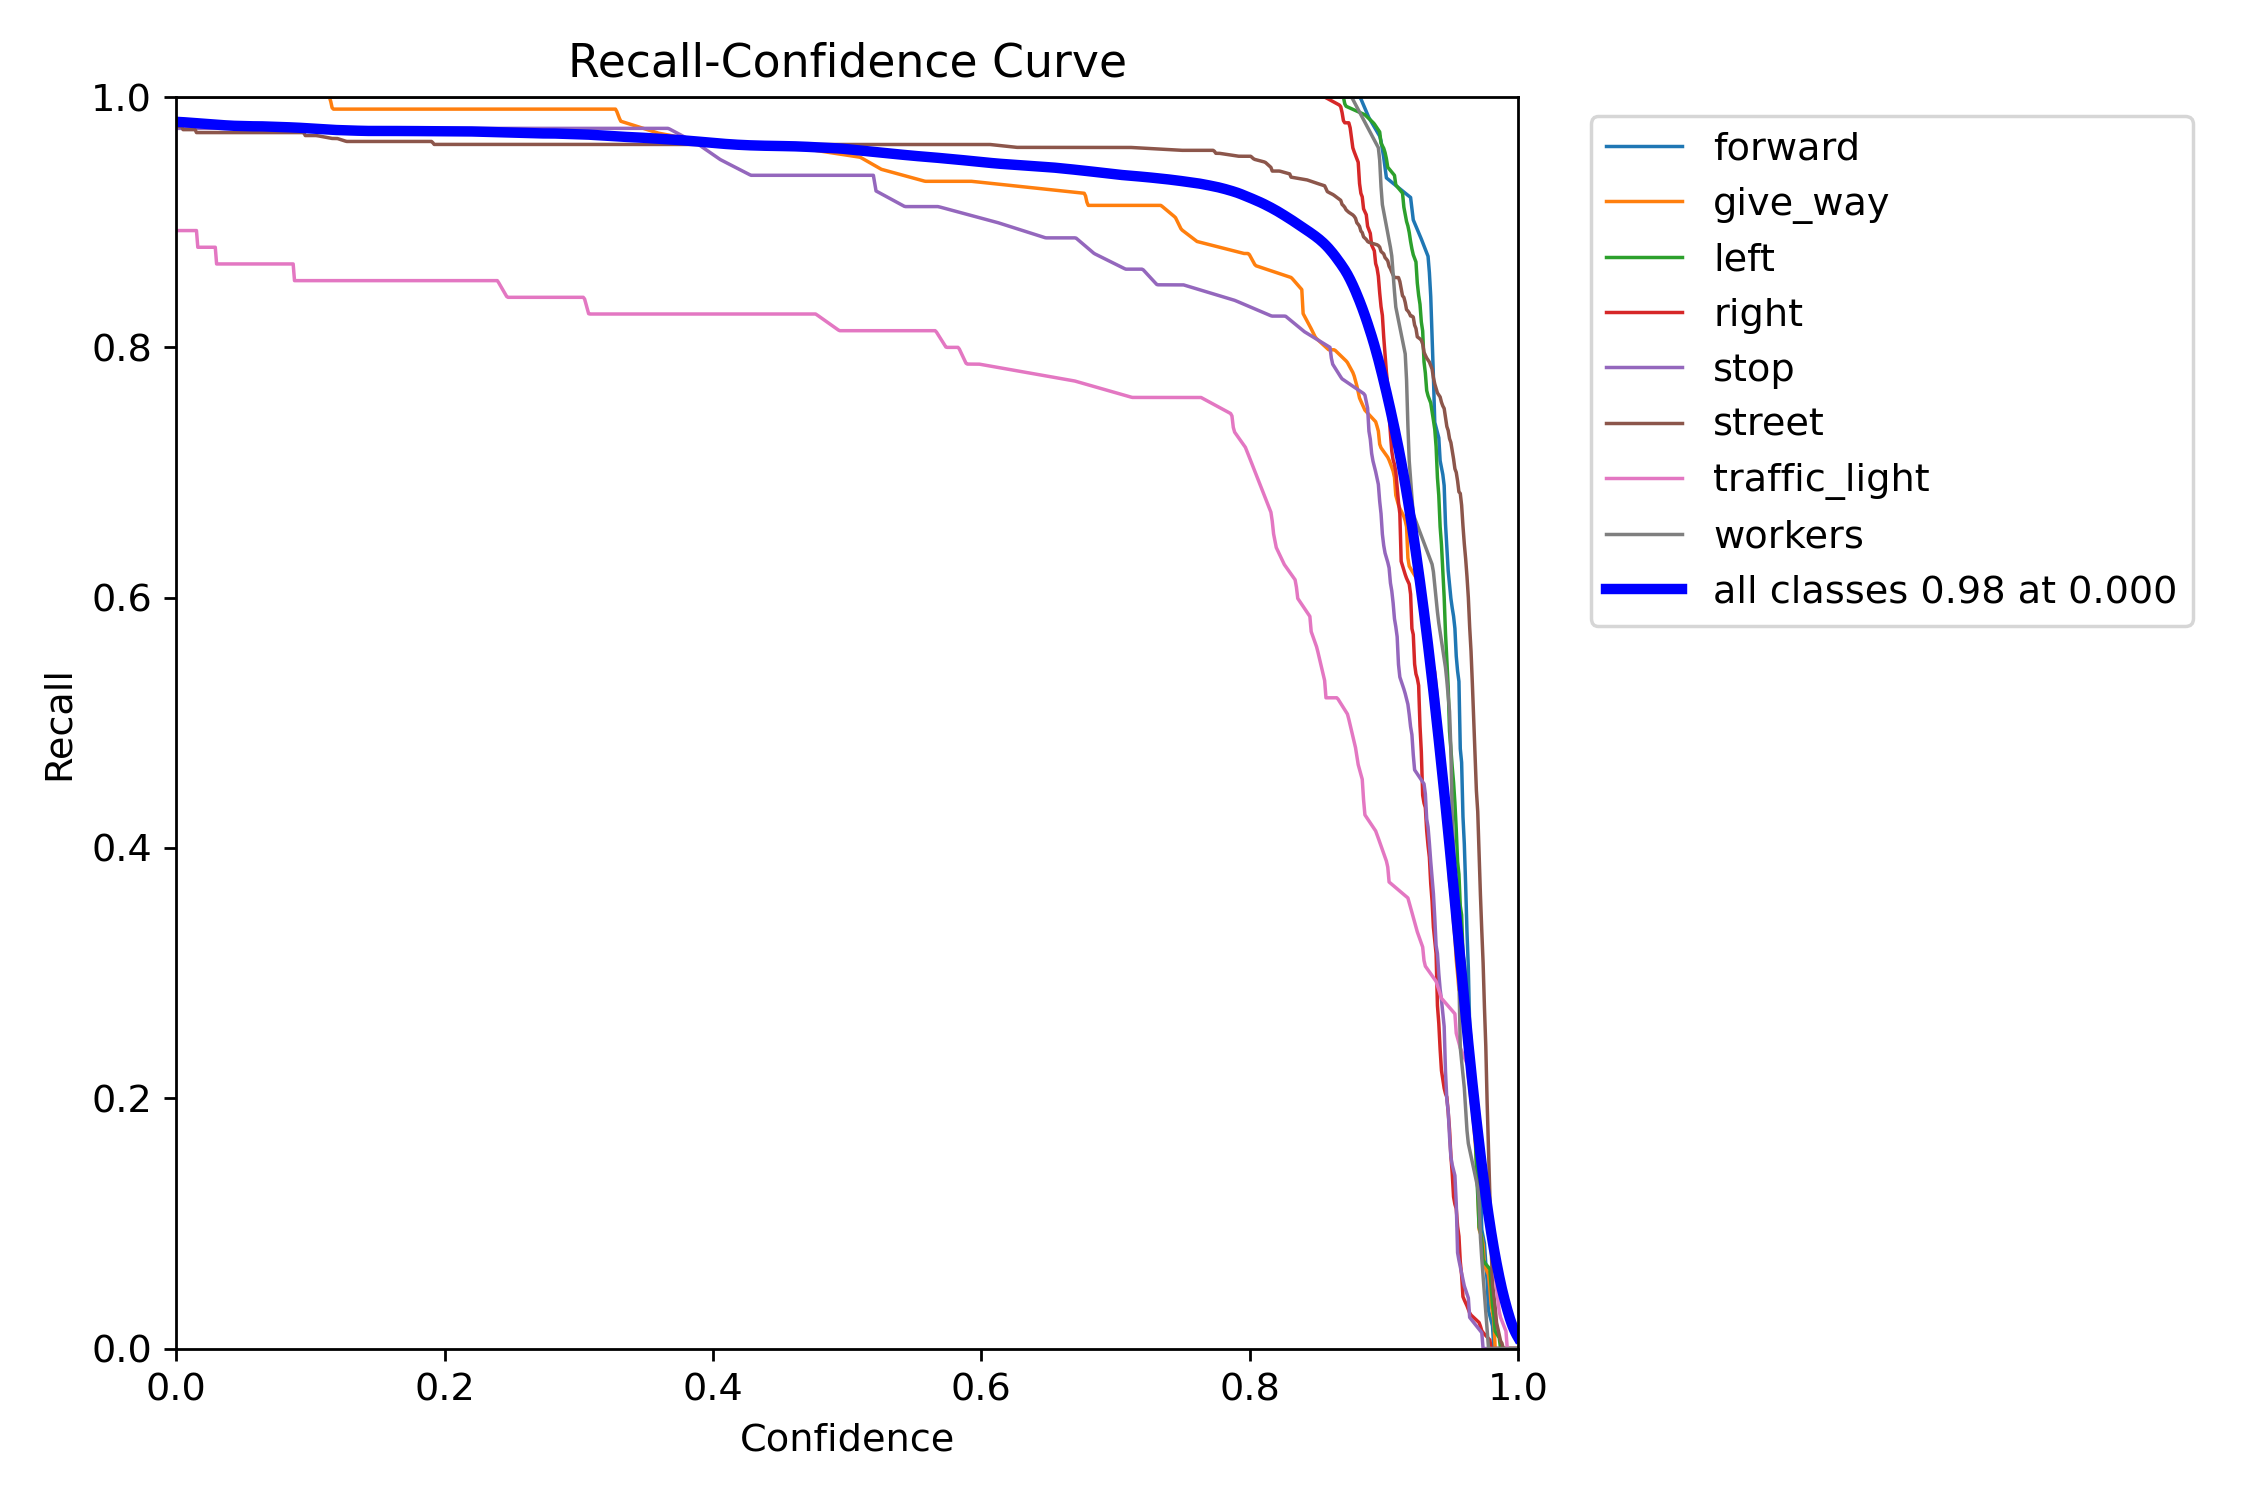 Recall-Confidence Curve
1.0
0.8
0.6
0.4
0.2
0.0
Recall
0.0 0.2 0.4 0.6 0.8 1.0
Confidence
forward
give_way
left
right
stop
street
traffic_light
workers
all classes 0.98 at 0.000